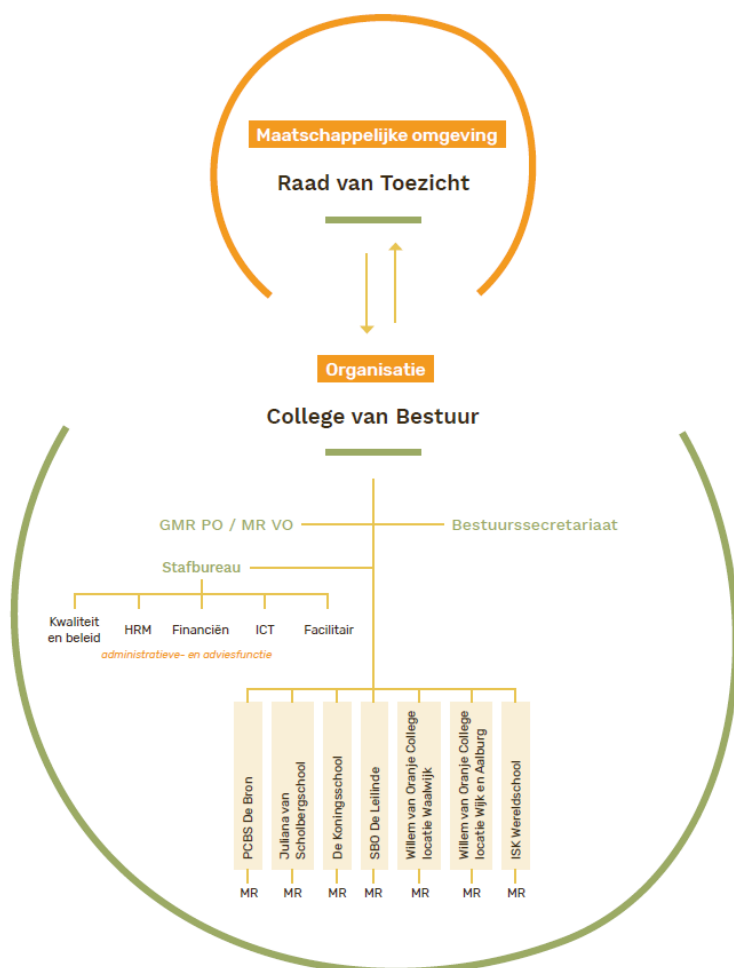 Maatschappelijke omgeving
Raad van Toezicht
Organisatie
College van Bestuur
GMR PO / MR VO
Bestuurssecretariaat
Stafbureau
Kwaliteit
en beleid
HRM
Financiën
ICT
Facilitair
administratieve- en adviesfunctie
PCBS De Bron
Juliana van
Scholbergschool
De Koningsschool
SBO De Leilinde
Willem van Oranje College
locatie Waalwijk
Willem van Oranje College
locatie Wijk en Aalburg
ISK Wereldschool
MR
MR
MR
MR
MR
MR
MR